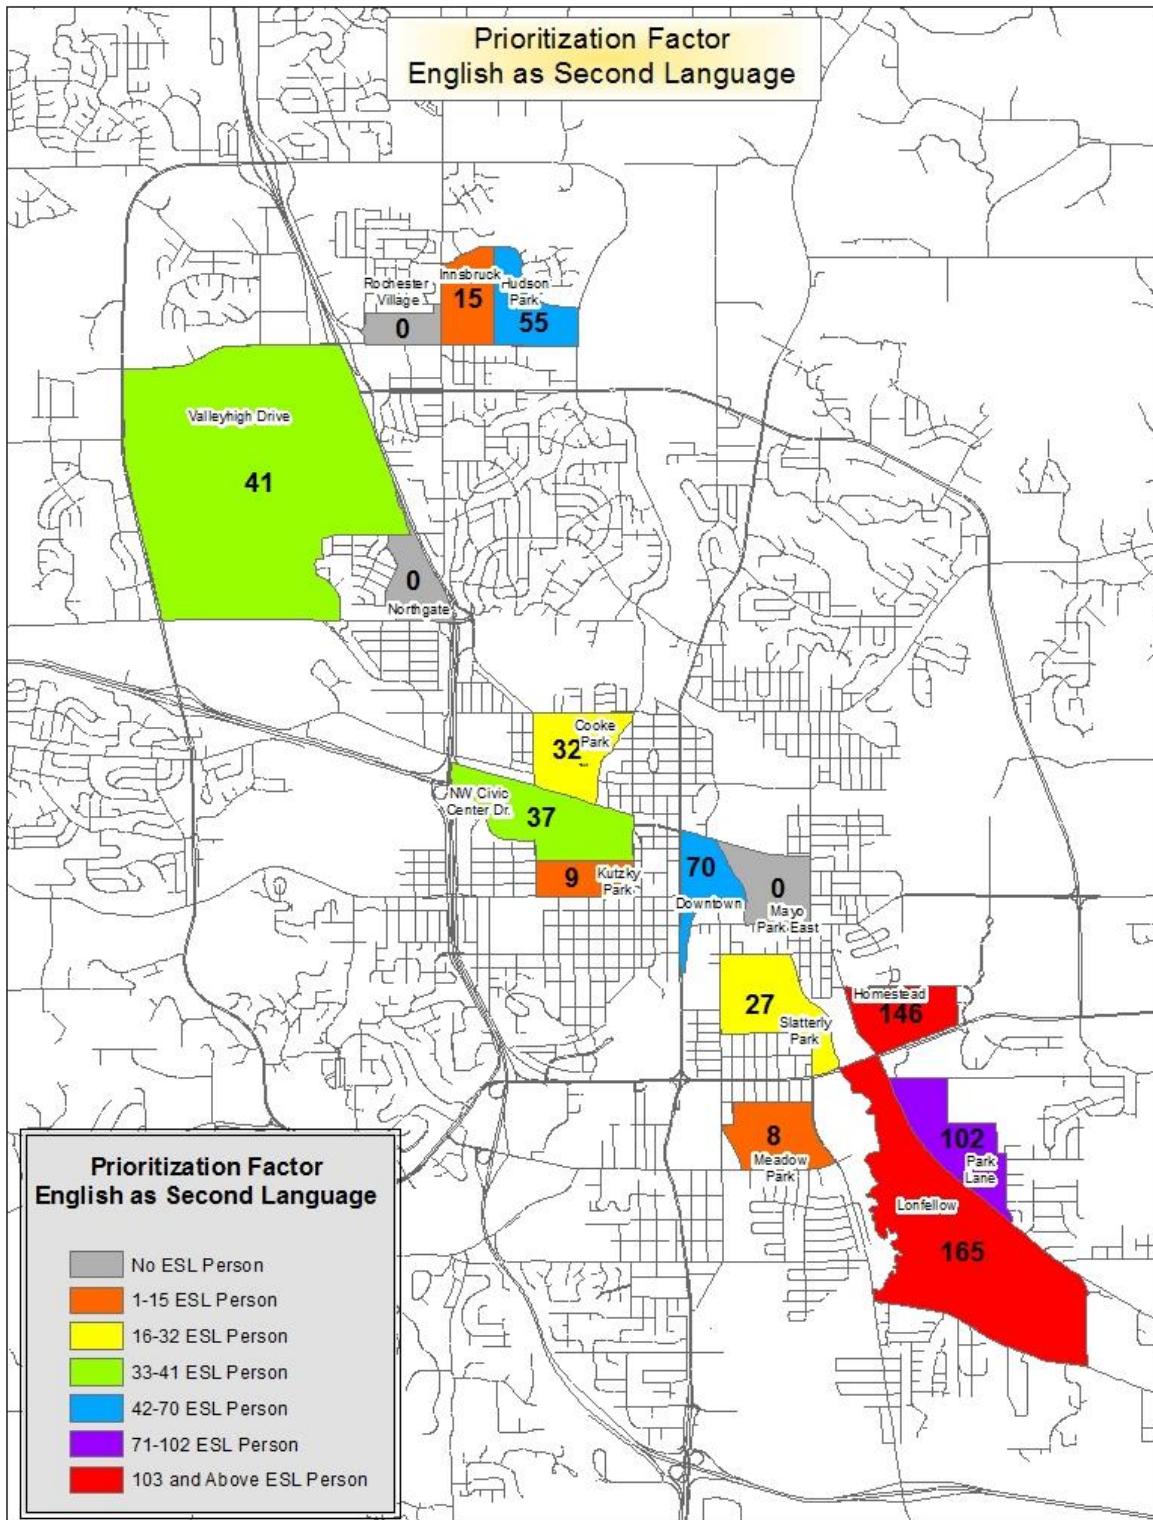 Prioritization Factor
English as Second Language
Rochester
Village
0
Innsbruck
15
Hudson
Park
55
Valleyhigh Drive
41
0
Northgate
Cooke
Park
32
NW Civic
Center Dr.
37
9
Kutzky
Park
70
Downtown
0
Mayo
Park East
27
Slatterly
Park
Homestead
146
8
Meadow
Park
102
Park
Lane
Lonfellow
165
Prioritization Factor
English as Second Language
No ESL Person
1-15 ESL Person
16-32 ESL Person
33-41 ESL Person
42-70 ESL Person
71-102 ESL Person
103 and Above ESL Person